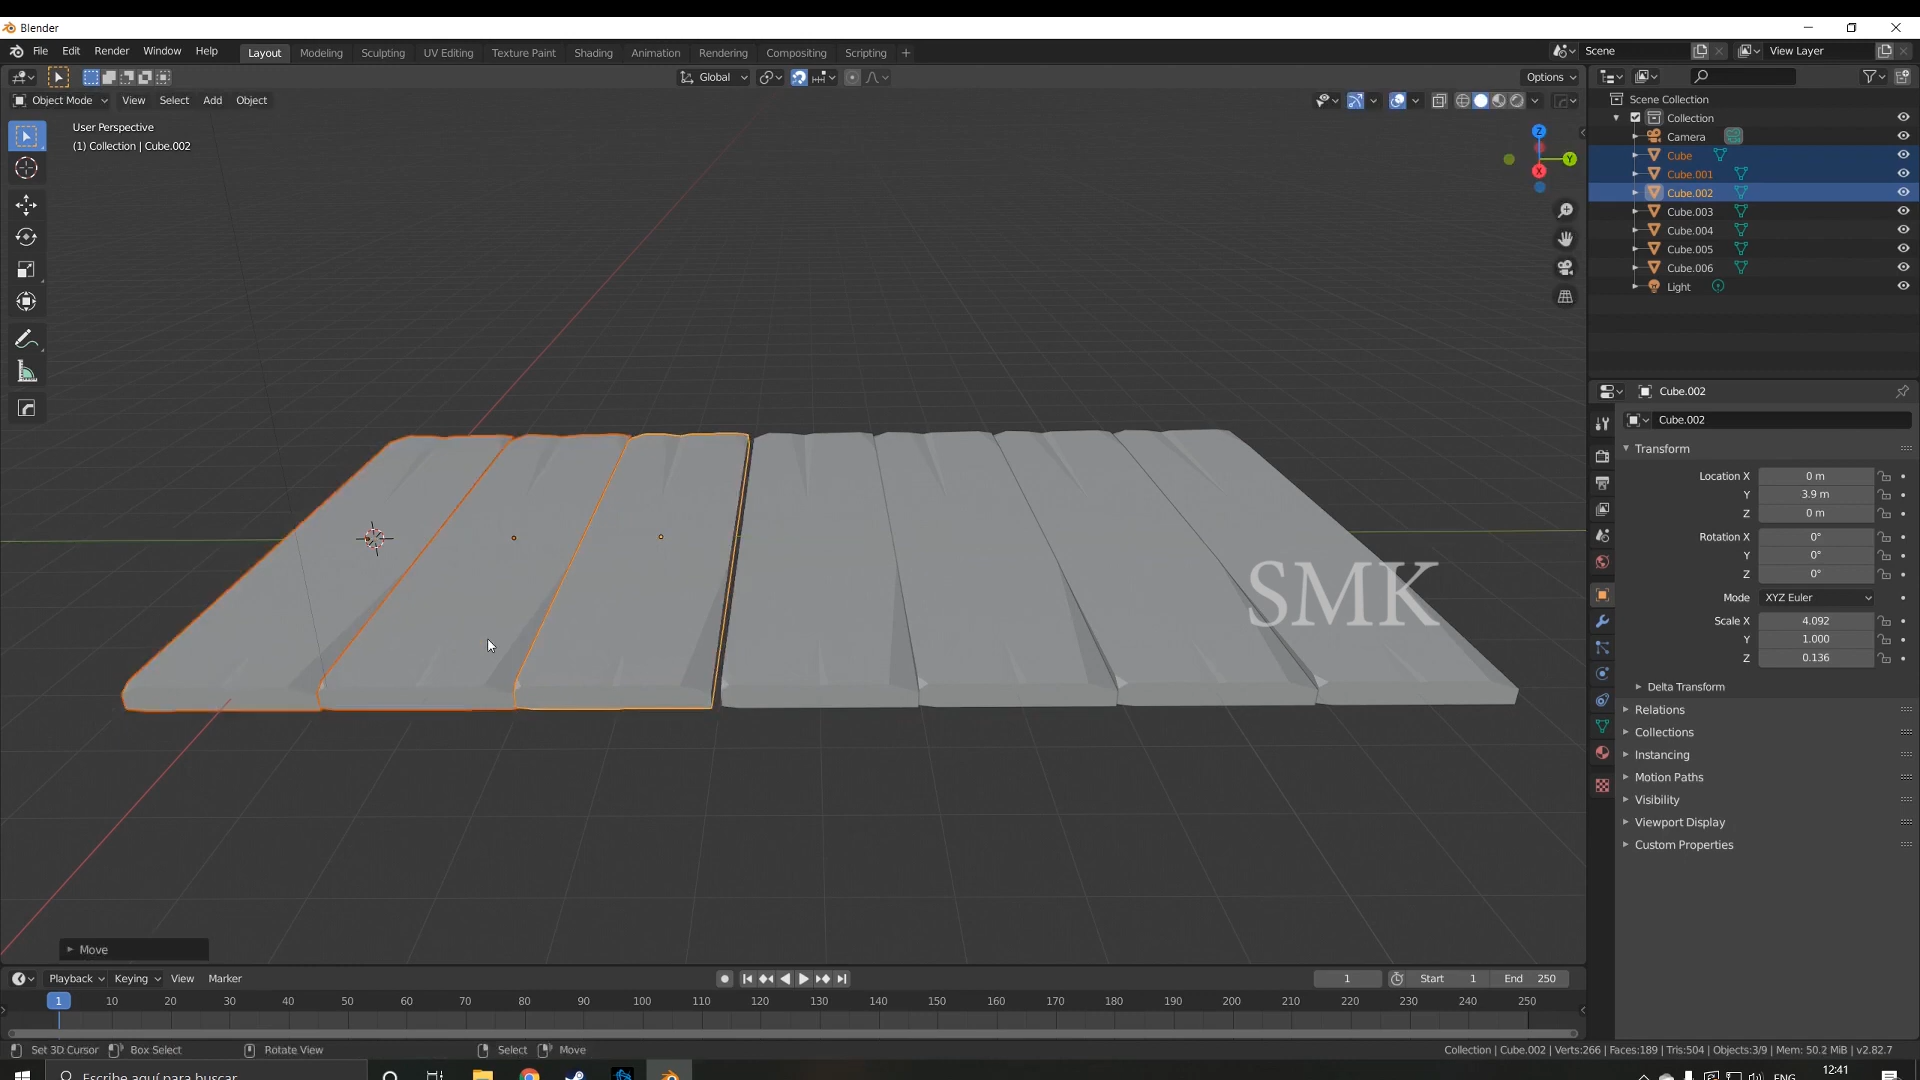 Blender
File Edit Render Window Help Layout Modeling Sculpting UV Editing Texture Paint Shading Animation Rendering Compositing Scripting + Scene View Layer
Global Options
Object Mode View Select Add Object
User Perspective
(1) Collection | Cube.002
Z
Y
X
Scene Collection
Collection
Camera
Cube
Cube.001
Cube.002
Cube.003
Cube.004
Cube.005
Cube.006
Light
Cube.002
Cube.002
Transform
Location X 0 m
Y 3.9 m
Z 0 m
Rotation X 0°
Y 0°
Z 0°
Mode XYZ Euler
Scale X 4.092
Y 1.000
Z 0.136
Delta Transform
Relations
Collections
Instancing
Motion Paths
Visibility
Viewport Display
Custom Properties
SMK
Move
Playback Keying View Marker 1 Start 1 End 250
1 10 20 30 40 50 60 70 80 90 100 110 120 130 140 150 160 170 180 190 200 210 220 230 240 250
Set 3D Cursor Box Select Rotate View Select Move Collection | Cube.002 | Verts:266 | Faces:189 | Tris:504 | Objects:3/9 | Mem: 50.2 MiB | v2.82.7
Escribe aquí para buscar ENG 12:41